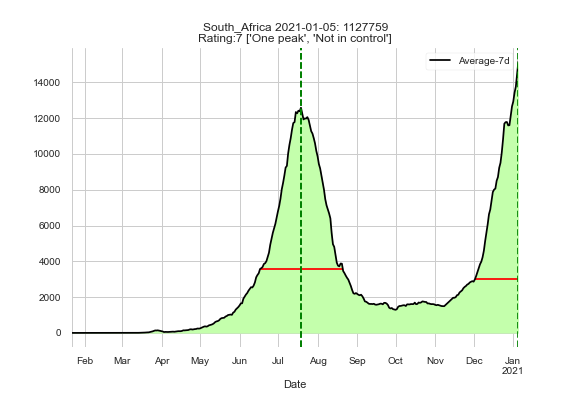 South_Africa 2021-01-05: 1127759
Rating:7 ['One peak', 'Not in control']
Average-7d
14000
12000
10000
8000
6000
4000
2000
0
Feb Mar Apr May Jun Jul Aug Sep Oct Nov Dec Jan
2021
Date